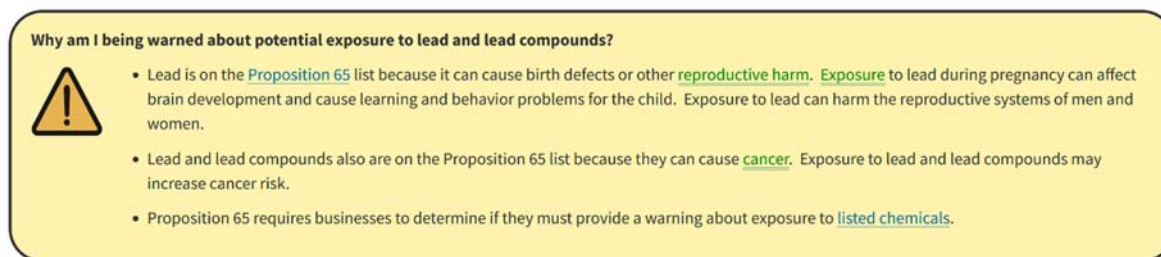 Why am I being warned about potential exposure to lead and lead compounds?
• Lead is on the Proposition 65 list because it can cause birth defects or other reproductive harm. Exposure to lead during pregnancy can affect
brain development and cause learning and behavior problems for the child. Exposure to lead can harm the reproductive systems of men and
women.
• Lead and lead compounds also are on the Proposition 65 list because they can cause cancer. Exposure to lead and lead compounds may
increase cancer risk.
• Proposition 65 requires businesses to determine if they must provide a warning about exposure to listed chemicals.